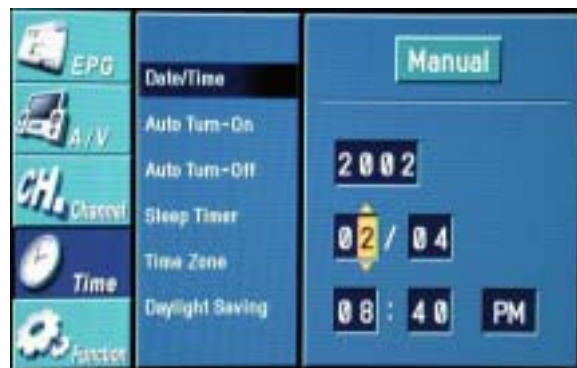 EPG
A/V
CH. Channel
Time
Function
Date/Time
Auto Turn-On
Auto Turn-Off
Sleep Timer
Time Zone
Daylight Saving
Manual
2002
02 / 04
08 : 40 PM